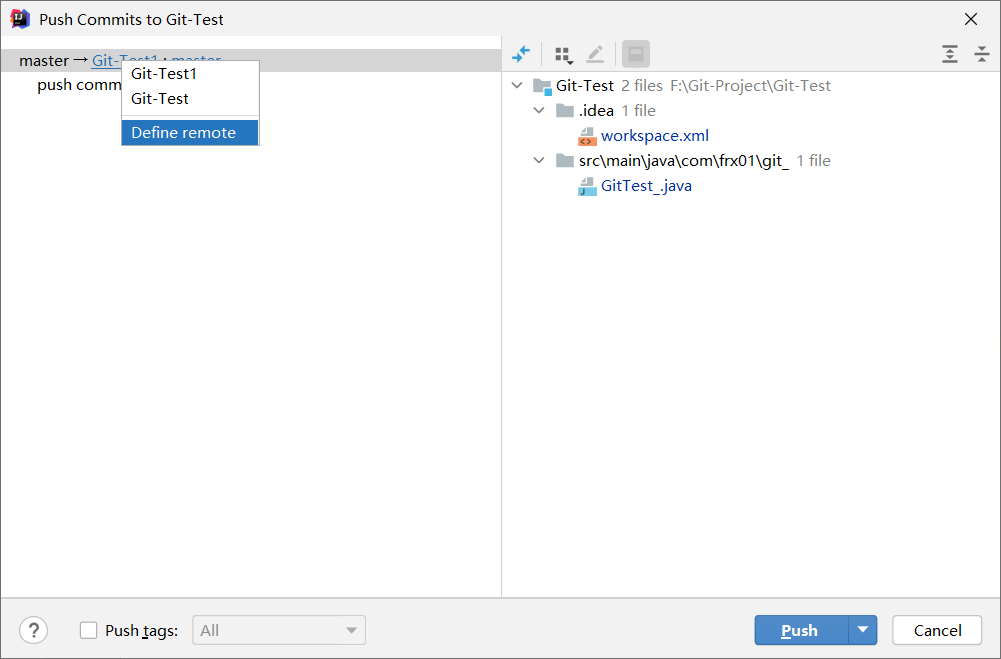 Push Commits to Git-Test
master → Git-Test1 : master
Git-Test1
push comm
Git-Test
Define remote
Git-Test 2 files F:\Git-Project\Git-Test
.idea 1 file
workspace.xml
src\main\java\com\frx01\git_ 1 file
GitTest_.java
? Push tags: All
Push
Cancel